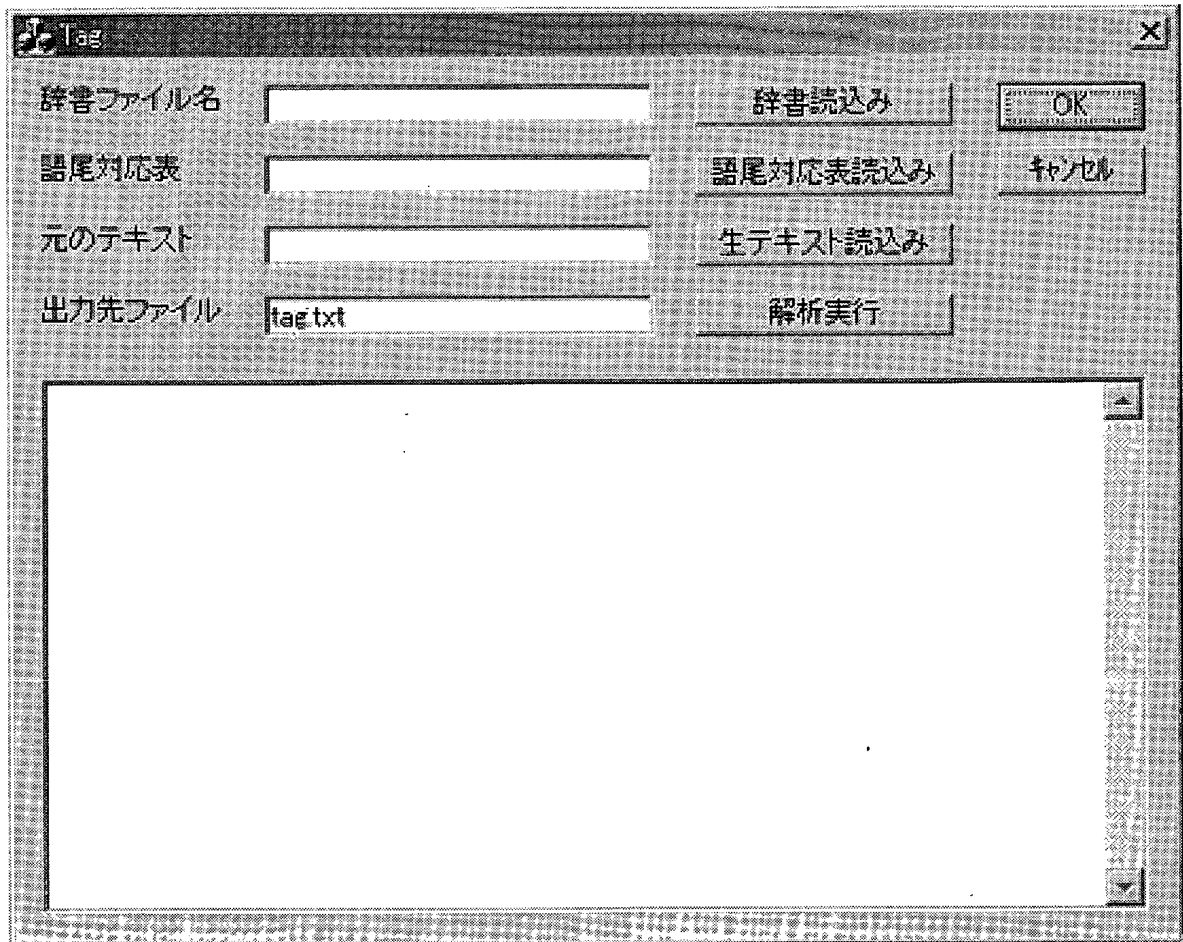 Tag
辞書ファイル名 辞書読込み OK
語尾対応表 語尾対応表読込み キャンセル
元のテキスト 生テキスト読込み
出力先ファイル tag.txt 解析実行